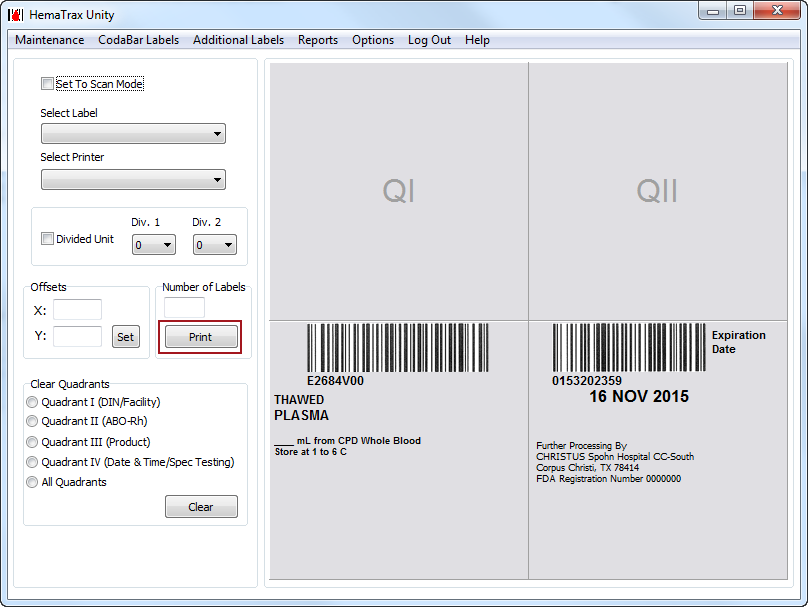 HemaTrax Unity
Maintenance CodaBar Labels Additional Labels Reports Options Log Out Help
Set To Scan Mode
Select Label
Select Printer
Div. 1 Div. 2
Divided Unit 0 0
Offsets
X:
Y: Set
Number of Labels
Print
Clear Quadrants
Quadrant I (DIN/Facility)
Quadrant II (ABO-Rh)
Quadrant III (Product)
Quadrant IV (Date & Time/Spec Testing)
All Quadrants
Clear
QI
QII
E2684V00
THAWED
PLASMA
____ mL from CPD Whole Blood
Store at 1 to 6 C
Expiration
Date
0153202359
16 NOV 2015
Further Processing By:
CHRISTUS Spohn Hospital CC-South
Corpus Christi, TX 78414
FDA Registration Number 0000000